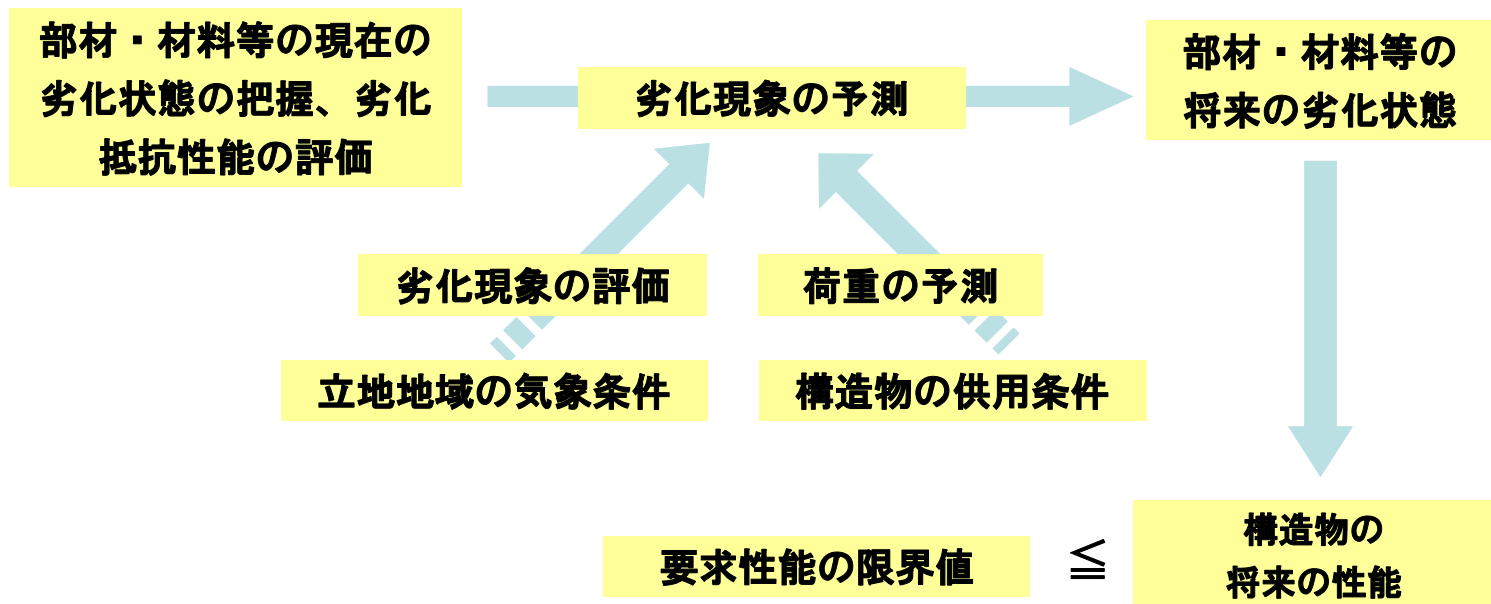 部材・材料等の現在の
劣化状態の把握、劣化
抵抗性能の評価
劣化現象の予測
部材・材料等の
将来の劣化状態
劣化現象の評価
荷重の予測
立地地域の気象条件
構造物の供用条件
要求性能の限界値
≦
構造物の
将来の性能